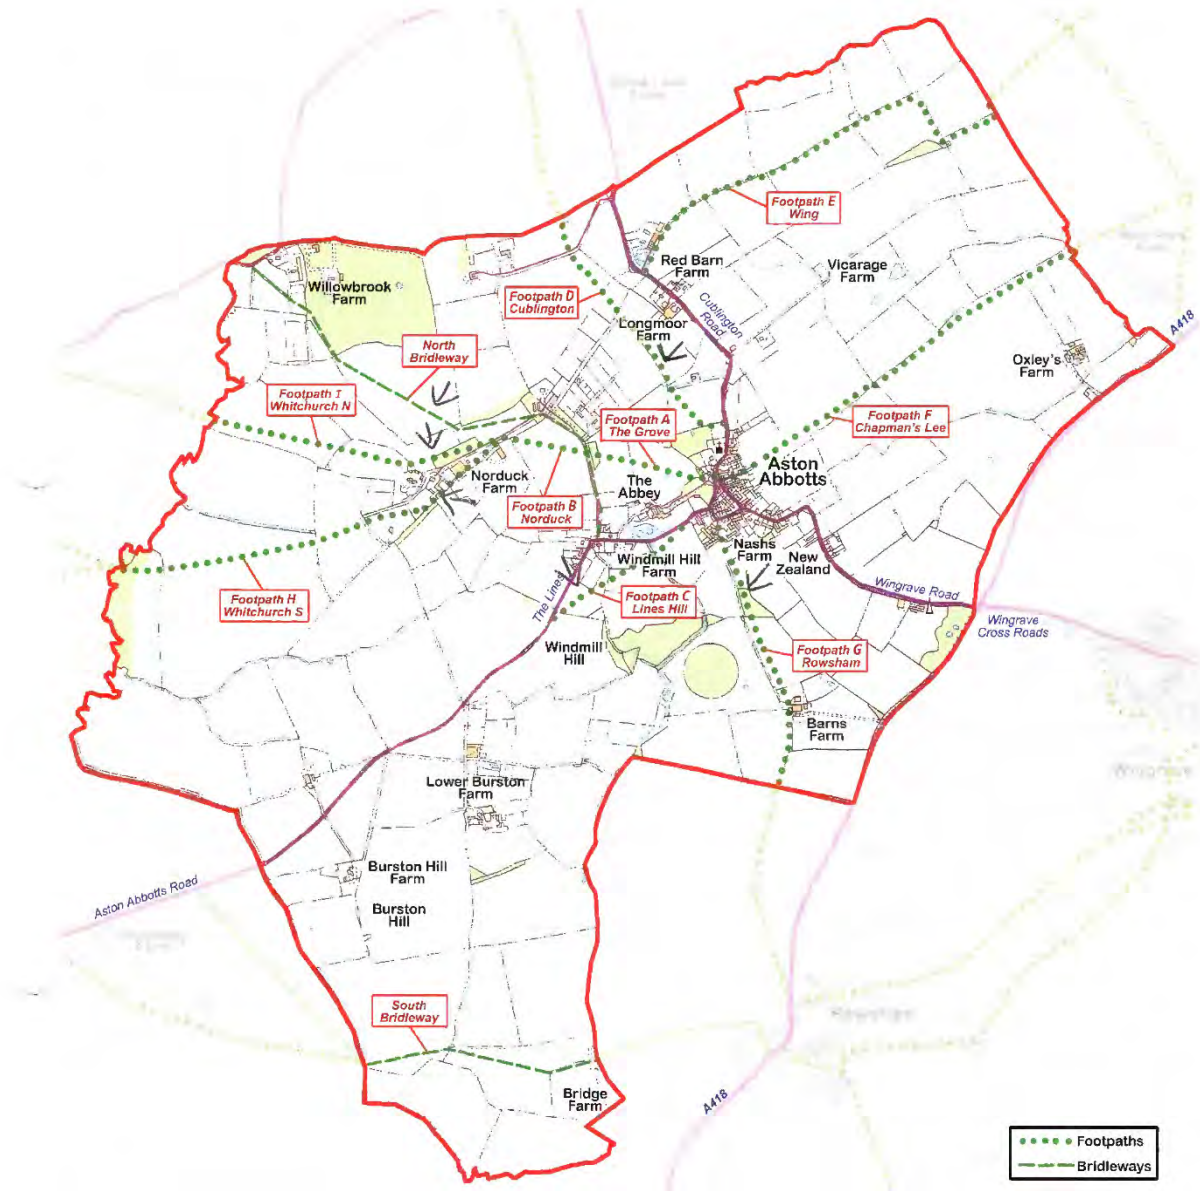 Footpath E
Wing
Red Barn
Farm
Vicarage
Farm
Willowbrook
Farm
Footpath D
Cublington
Cublington
Road
A418
Longmoor
Farm
North
Bridleway
Oxley's
Farm
Footpath I
Whitchurch N
Footpath A
The Grove
Footpath F
Chapman's Lee
Aston
Abbotts
Norduck
Farm
The
Abbey
Footpath B
Norduck
Nashs
Farm
New
Zealand
Windmill Hill
Farm
Wingrave Road
Footpath H
Whitchurch S
The Lines
Footpath C
Lines Hill
Wingrave
Cross Roads
Windmill
Hill
Footpath G
Rowsham
Barns
Farm
Wingrave
Lower Burston
Farm
Burston Hill
Farm
Aston Abbotts Road
Burston
Hill
South
Bridleway
Rowsham
Bridge
Farm
A418
Footpaths
Bridleways